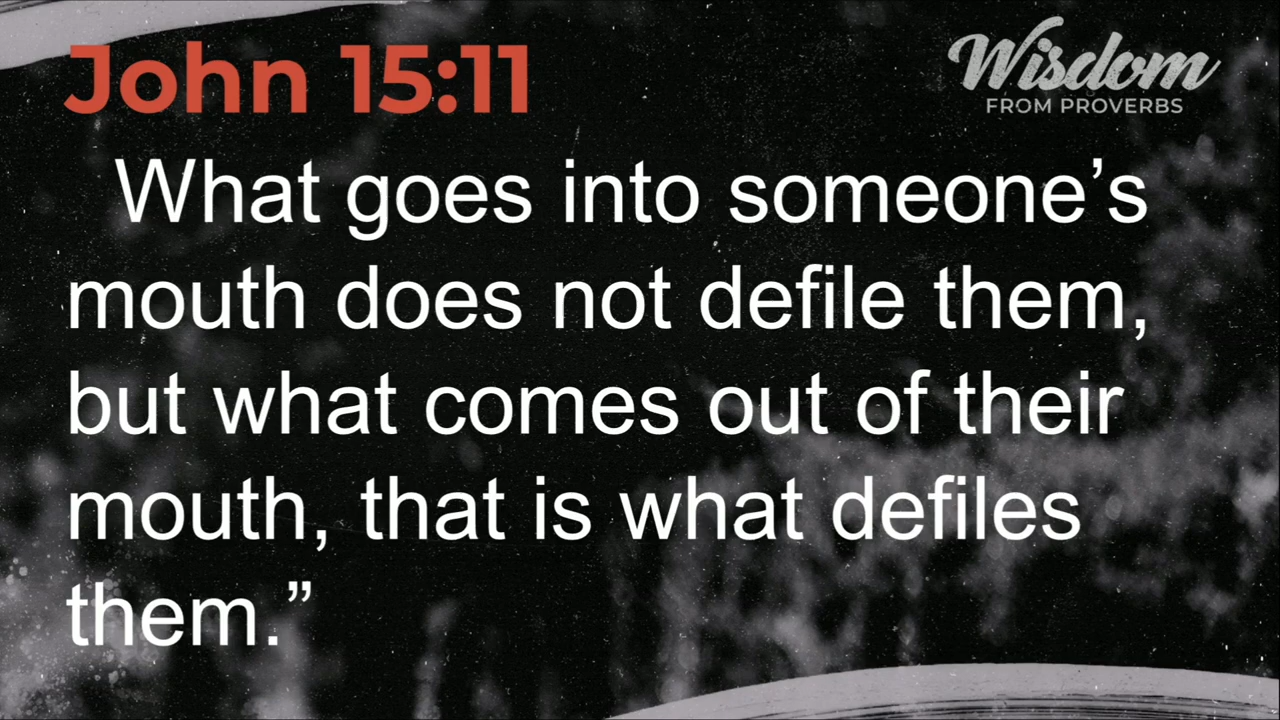 John 15:11
Wisdom
FROM PROVERBS
What goes into someone’s
mouth does not defile them,
but what comes out of their
mouth, that is what defiles
them.”